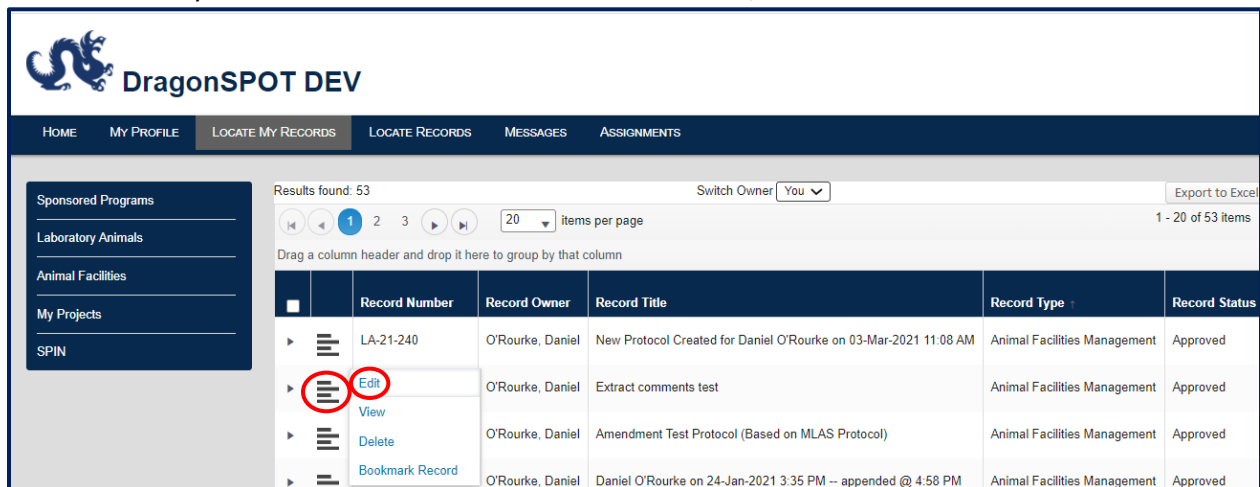 DragonSPOT DEV
HOME MY PROFILE LOCATE MY RECORDS LOCATE RECORDS MESSAGES ASSIGNMENTS
Sponsored Programs
Laboratory Animals
Animal Facilities
My Projects
SPIN
Results found: 53 Switch Owner You Export to Excel
1 2 3 20 items per page 1 - 20 of 53 items
Drag a column header and drop it here to group by that column
Record Number Record Owner Record Title Record Type ↑ Record Status
LA-21-240 O'Rourke, Daniel New Protocol Created for Daniel O'Rourke on 03-Mar-2021 11:08 AM Animal Facilities Management Approved
Edit O'Rourke, Daniel Extract comments test Animal Facilities Management Approved
View
Delete O'Rourke, Daniel Amendment Test Protocol (Based on MLAS Protocol) Animal Facilities Management Approved
Bookmark Record
O'Rourke, Daniel Daniel O'Rourke on 24-Jan-2021 3:35 PM -- appended @ 4:58 PM Animal Facilities Management Approved